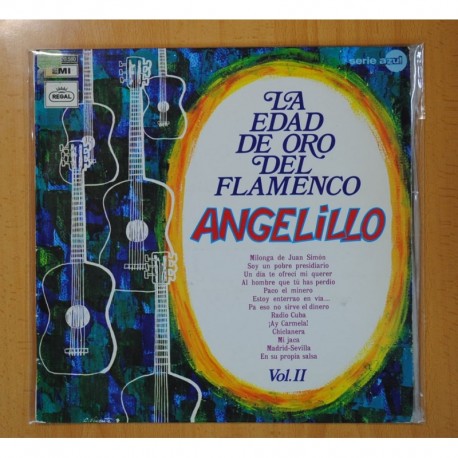 EMI
REGAL
serie azul
LA
EDAD
DE ORO
DEL
FLAMENCO
ANGELiLLO
Milonga de Juan Simón
Soy un pobre presidiario
Un día te ofrecí mi querer
Al hombre que tú has perdío
Paco el minero
Estoy enterrao en vía...
Pa eso no sirve el dinero
Radio Cuba
¡Ay Carmela!
Chiclanera
Mi jaca
Madrid-Sevilla
En su propia salsa
Vol. II